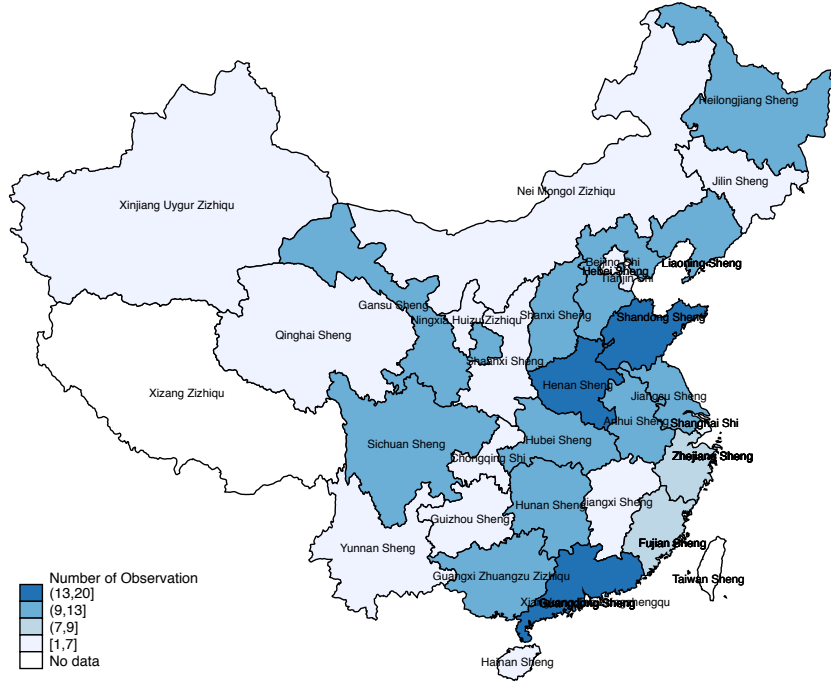 Heilongjiang Sheng
Jilin Sheng
Nei Mongol Zizhiqu
Xinjiang Uygur Zizhiqu
Beijing Shi
Liaoning Sheng
Hebei Sheng
Tianjin Shi
Gansu Sheng
Ningxia Huizu Zizhiqu
Shanxi Sheng
Shandong Sheng
Qinghai Sheng
Shaanxi Sheng
Henan Sheng
Xizang Zizhiqu
Jiangsu Sheng
Anhui Sheng
Shanghai Shi
Sichuan Sheng
Hubei Sheng
Chongqing Shi
Zhejiang Sheng
Hunan Sheng
Jiangxi Sheng
Guizhou Sheng
Yunnan Sheng
Fujian Sheng
Guangxi Zhuangzu Zizhiqu
Taiwan Sheng
Guangdong Sheng
Hainan Sheng
Number of Observation
(13,20]
(9,13]
(7,9]
[1,7]
No data